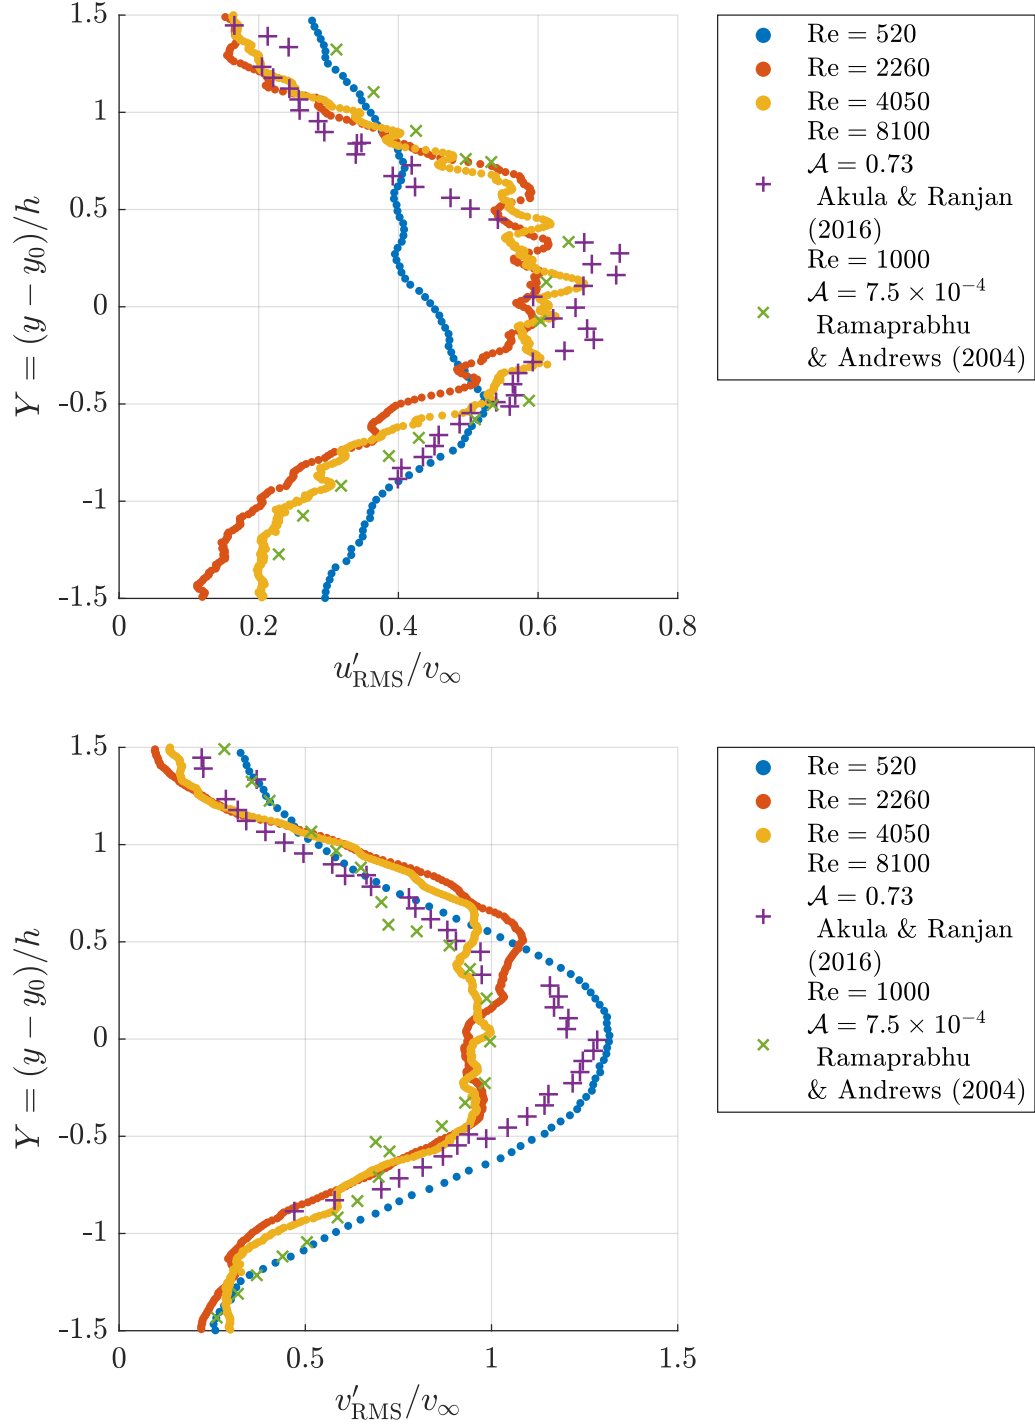 1.5
1
0.5
0
-0.5
-1
-1.5
Y = (y − y₀)/h
0 0.2 0.4 0.6 0.8
u′RMS/v∞
Re = 520
Re = 2260
Re = 4050
Re = 8100
𝒜 = 0.73
Akula & Ranjan
(2016)
Re = 1000
𝒜 = 7.5 × 10⁻⁴
Ramaprabhu
& Andrews (2004)
1.5
1
0.5
0
-0.5
-1
-1.5
Y = (y − y₀)/h
0 0.5 1 1.5
v′RMS/v∞
Re = 520
Re = 2260
Re = 4050
Re = 8100
𝒜 = 0.73
Akula & Ranjan
(2016)
Re = 1000
𝒜 = 7.5 × 10⁻⁴
Ramaprabhu
& Andrews (2004)